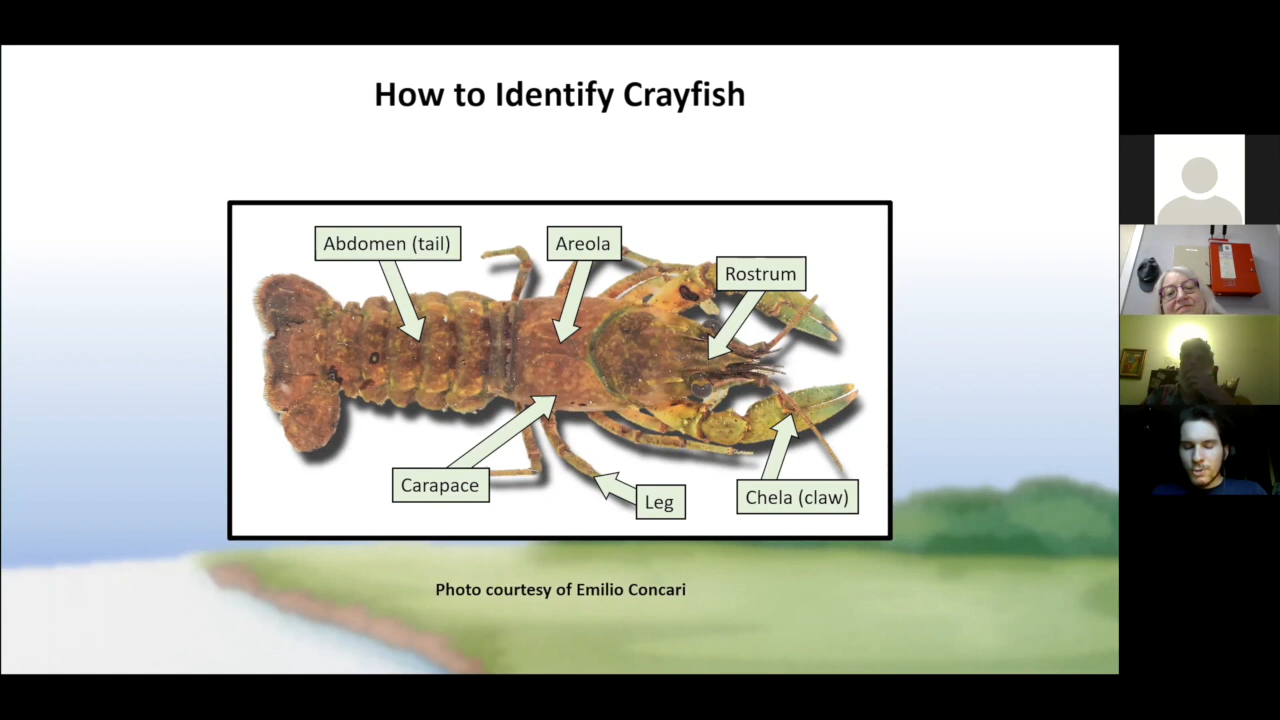 How to Identify Crayfish
Abdomen (tail)
Areola
Rostrum
Carapace
Leg
Chela (claw)
Photo courtesy of Emilio Concari